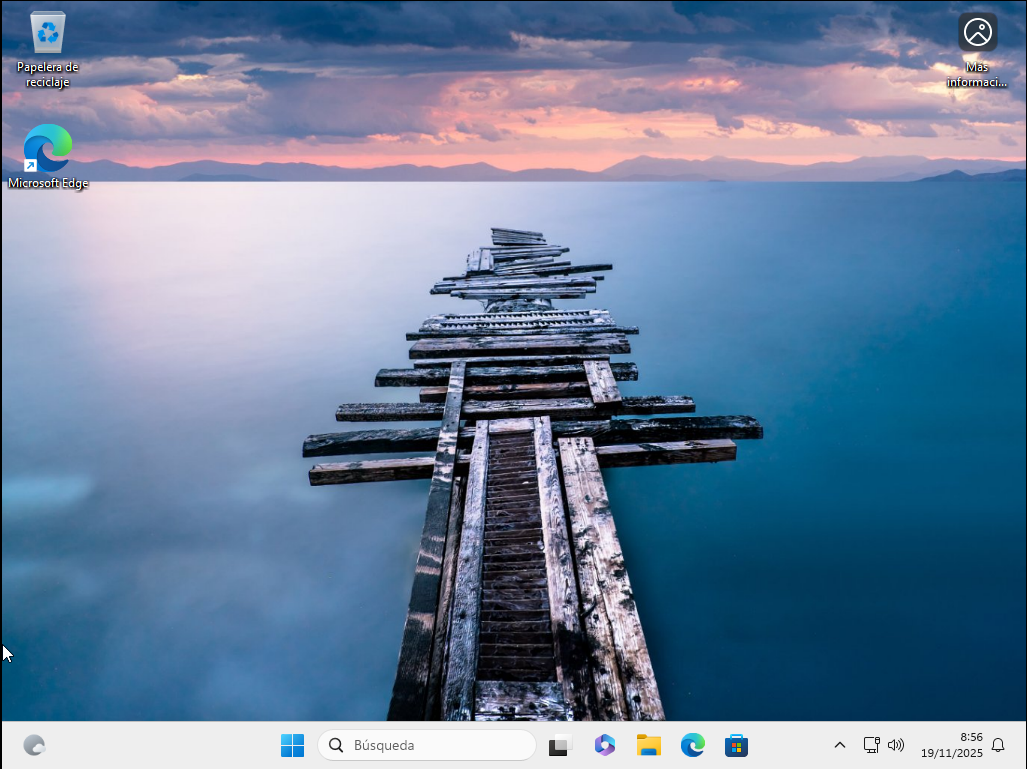 Papelera de
reciclaje
Más
informaci...
Microsoft Edge
Búsqueda
8:56
19/11/2025